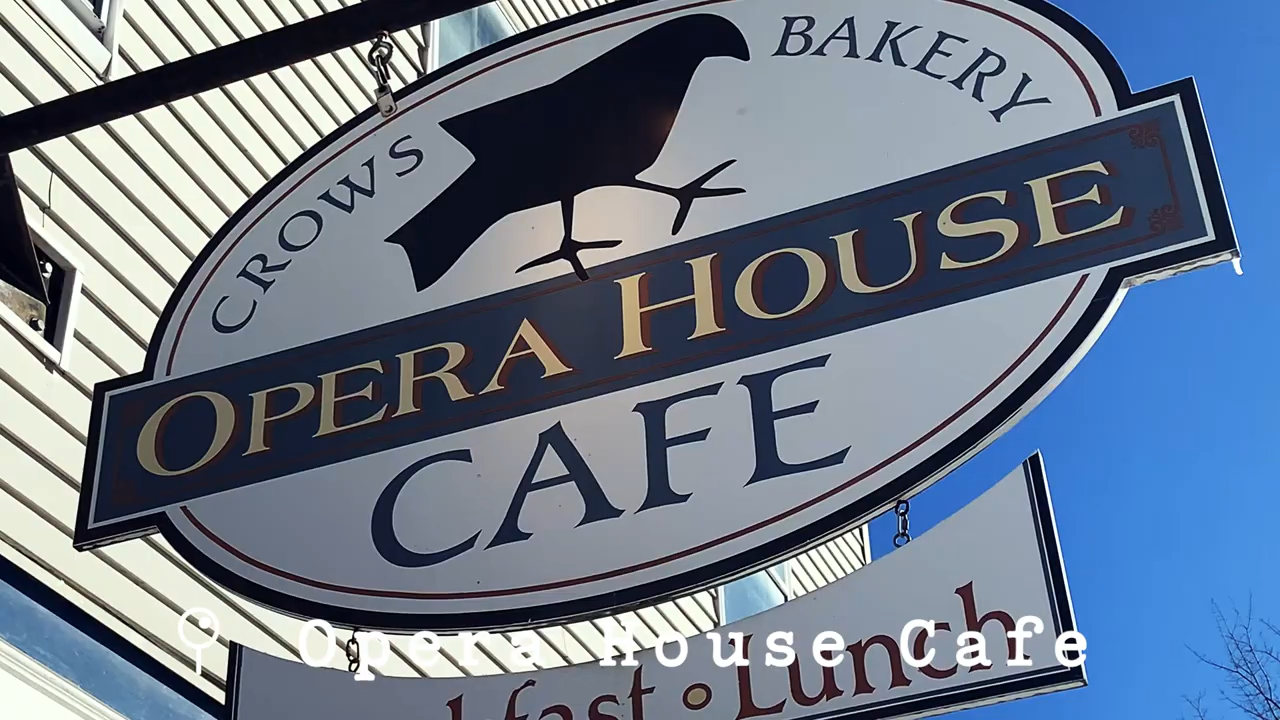 CROWS BAKERY
OPERA HOUSE
CAFE
Lunch
Opera House Cafe